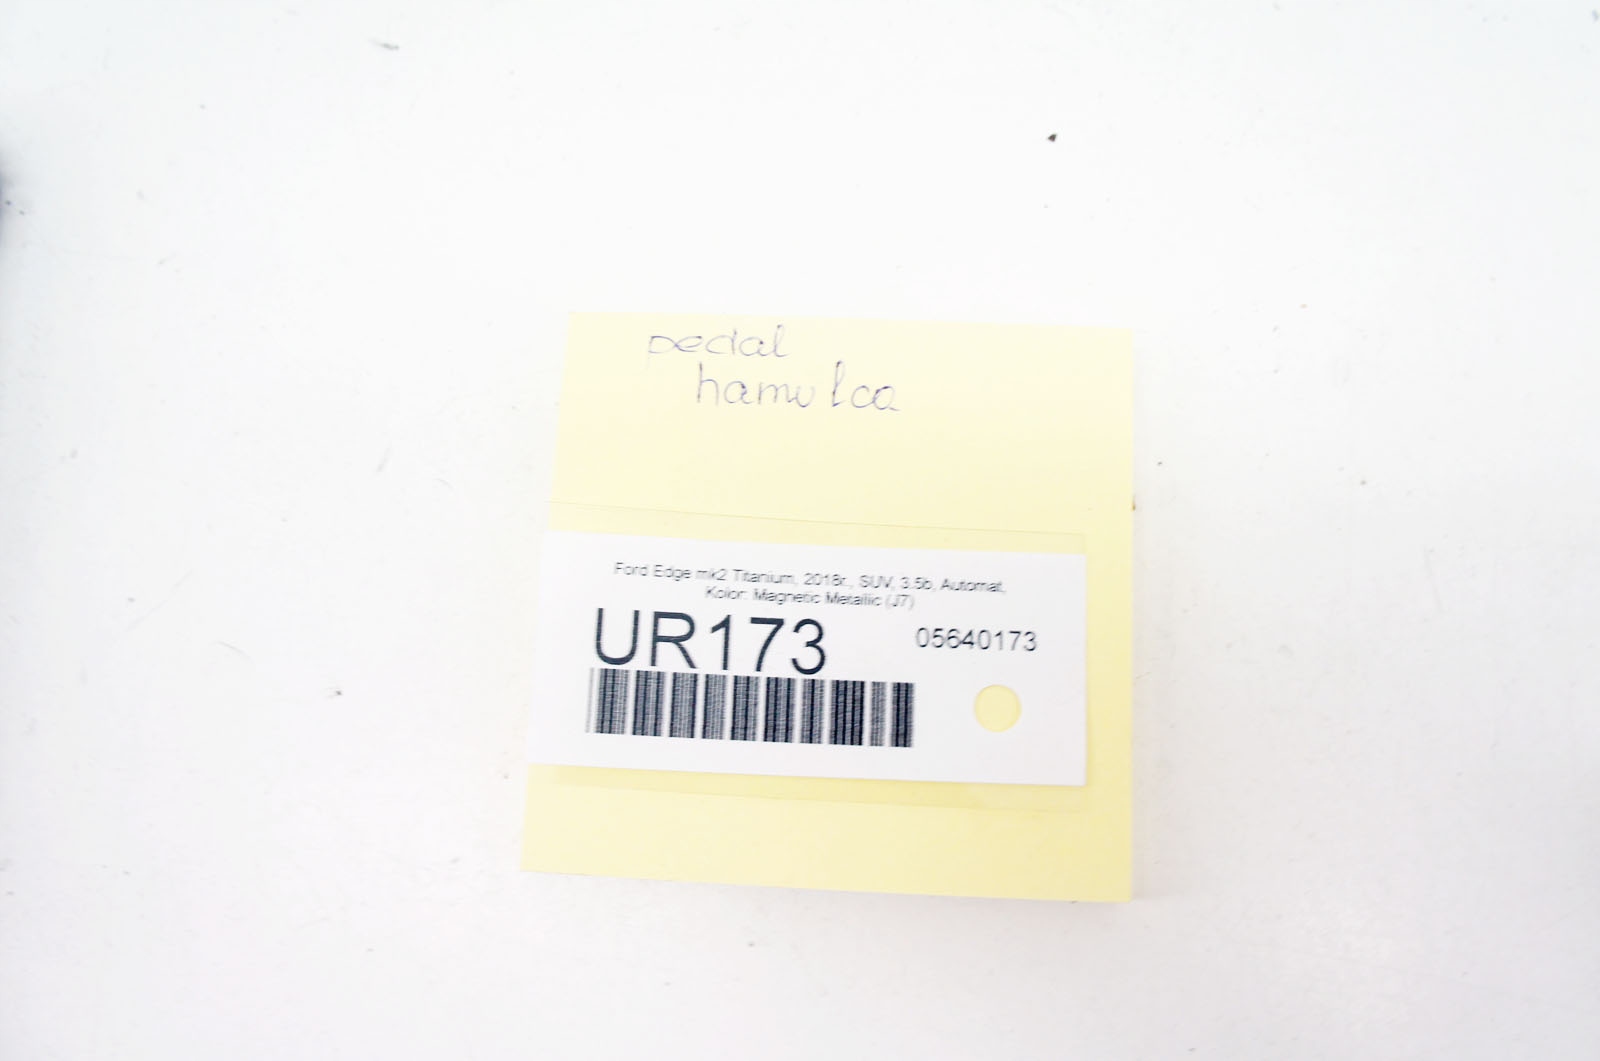 pedal
hamulca
Ford Edge mk2 Titanium, 2018r., SUV, 3.5b, Automat,
Kolor: Magnetic Metallic (J7)
UR173
05640173